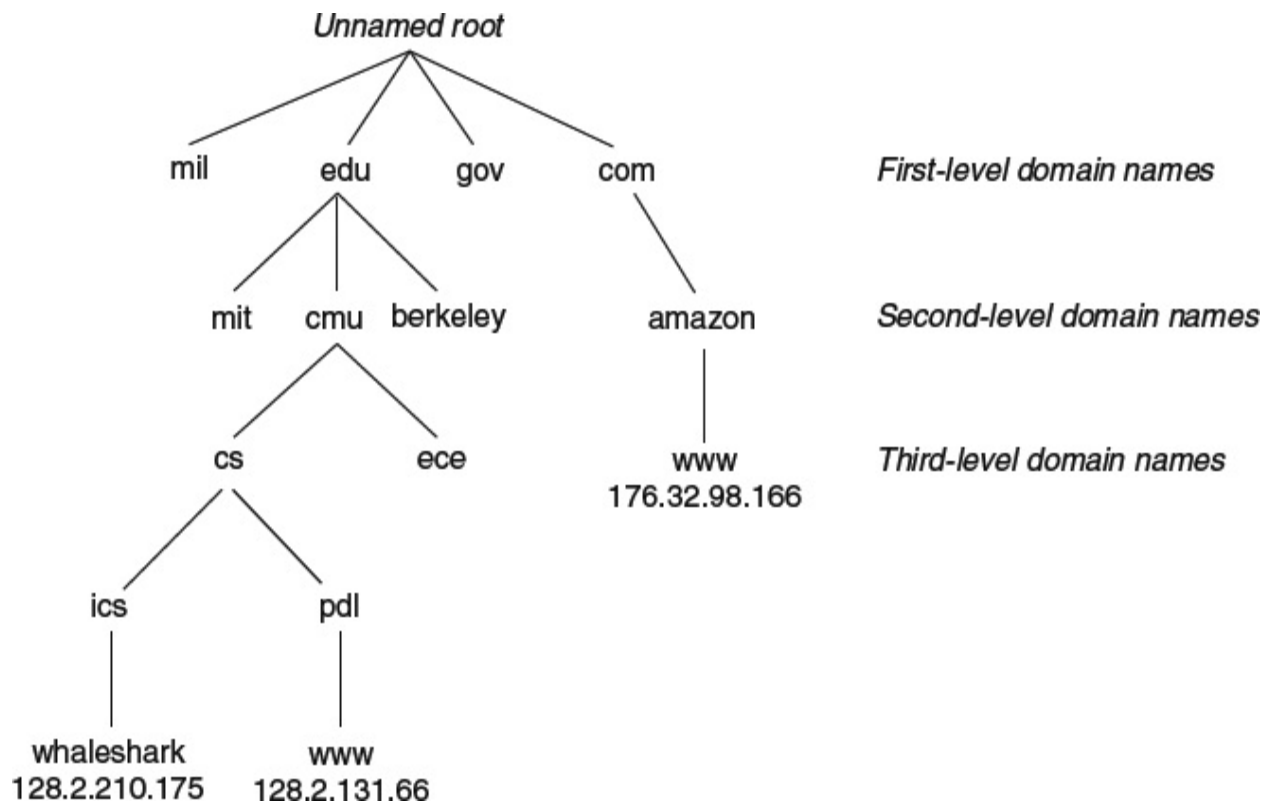 Unnamed root
mil edu gov com First-level domain names
mit cmu berkeley amazon Second-level domain names
cs ece www Third-level domain names
176.32.98.166
ics pdl
whaleshark www
128.2.210.175 128.2.131.66